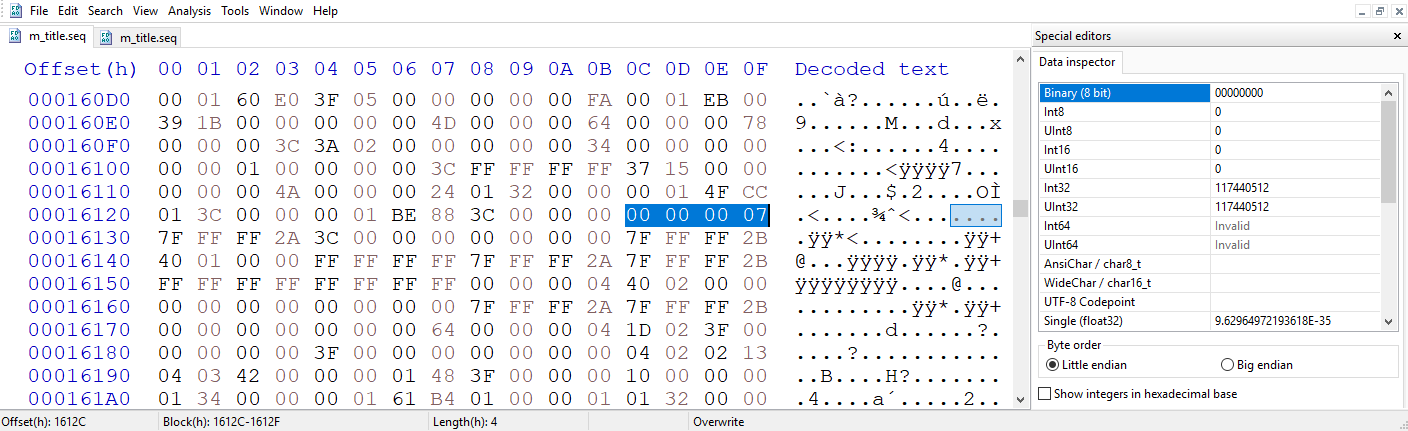 File Edit Search View Analysis Tools Window Help
m_title.seq m_title.seq
Special editors
Data inspector
Offset(h) 00 01 02 03 04 05 06 07 08 09 0A 0B 0C 0D 0E 0F Decoded text
000160D0 00 01 60 E0 3F 05 00 00 00 00 00 FA 00 01 EB 00 ..`à?......ú..ë.
000160E0 39 1B 00 00 00 00 00 4D 00 00 00 64 00 00 00 78 9......M...d...x
000160F0 00 00 00 3C 3A 02 00 00 00 00 00 34 00 00 00 00 ...<:......4....
00016100 00 00 01 00 00 00 00 3C FF FF FF FF 37 15 00 00 .......<ÿÿÿÿ7...
00016110 00 00 00 4A 00 00 00 24 01 32 00 00 00 01 4F CC ...J...$.2....OÌ
00016120 01 3C 00 00 00 01 BE 88 3C 00 00 00 00 00 00 07 .<....¾ˆ<.......
00016130 7F FF FF 2A 3C 00 00 00 00 00 00 00 7F FF FF 2B .ÿÿ*<........ÿÿ+
00016140 40 01 00 00 FF FF FF FF 7F FF FF 2A 7F FF FF 2B @...ÿÿÿÿ.ÿÿ*.ÿÿ+
00016150 FF FF FF FF FF FF FF FF 00 00 00 04 40 02 00 00 ÿÿÿÿÿÿÿÿ....@...
00016160 00 00 00 00 00 00 00 00 7F FF FF 2A 7F FF FF 2B .........ÿÿ*.ÿÿ+
00016170 00 00 00 00 00 00 00 64 00 00 00 04 1D 02 3F 00 .......d......?.
00016180 00 00 00 00 3F 00 00 00 00 00 00 00 04 02 02 13 ....?...........
00016190 04 03 42 00 00 00 01 48 3F 00 00 00 10 00 00 00 ..B....H?.......
000161A0 01 34 00 00 00 01 61 B4 01 00 00 01 01 32 00 00 .4....a´.....2..
Binary (8 bit) 00000000
Int8 0
UInt8 0
Int16 0
UInt16 0
Int32 117440512
UInt32 117440512
Int64 Invalid
UInt64 Invalid
AnsiChar / char8_t
WideChar / char16_t
UTF-8 Codepoint
Single (float32) 9.62964972193618E-35
Byte order
Little endian Big endian
Show integers in hexadecimal base
Offset(h): 1612C Block(h): 1612C-1612F Length(h): 4 Overwrite